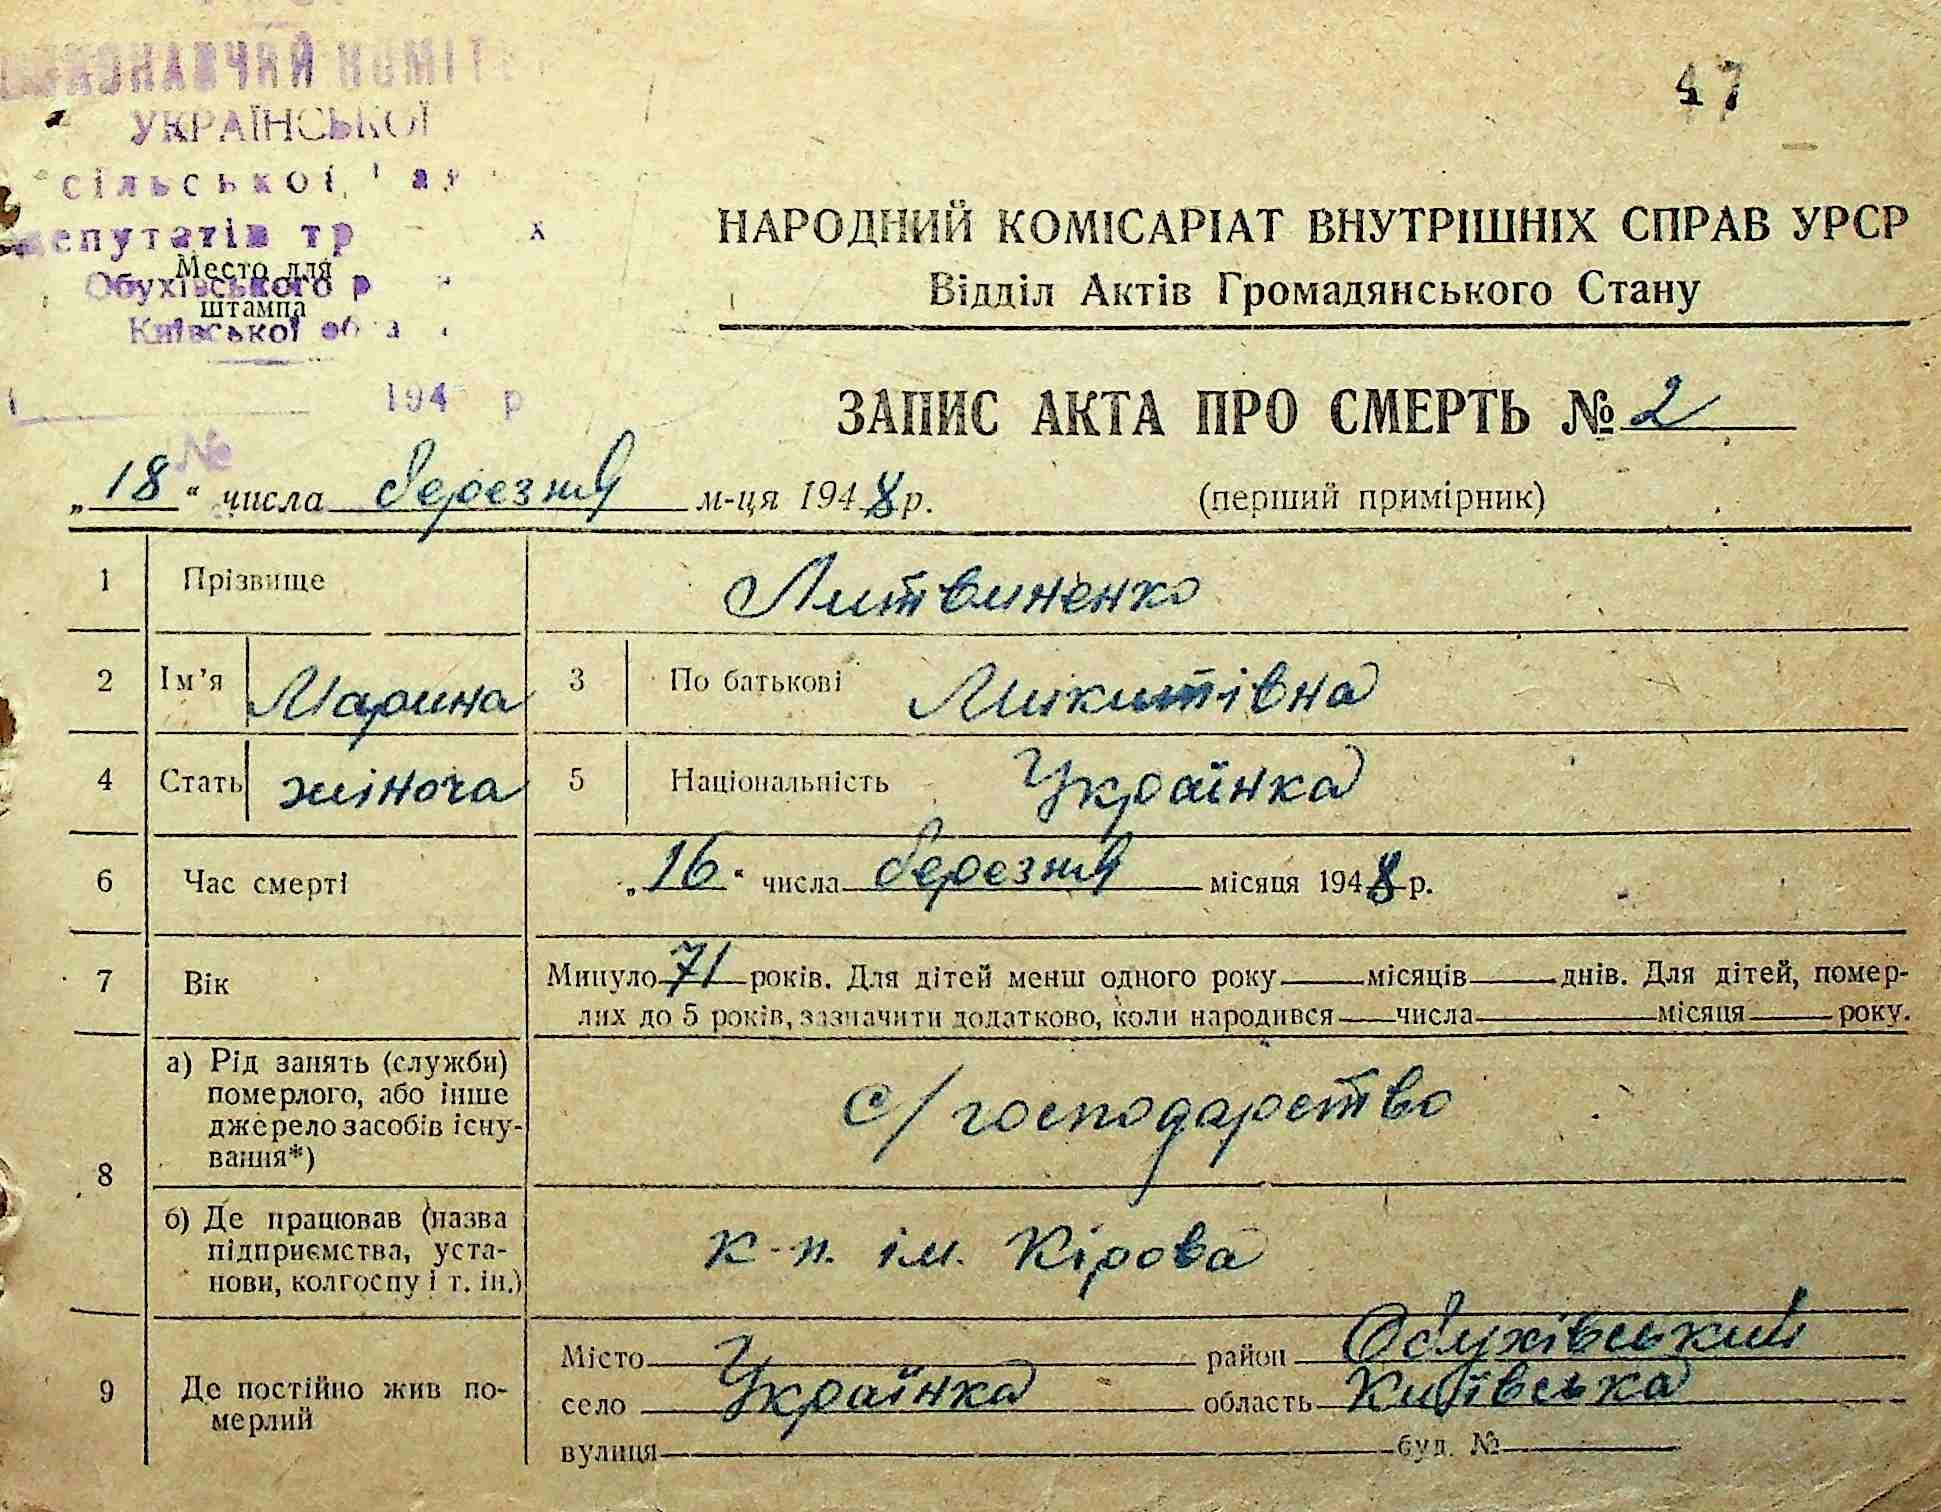 47
ВИКОНАВЧИЙ КОМІТЕТ
УКРАЇНСЬКОЇ
сільської
депутатів тр х
Место для
Обухівського р
штампа
Київської об
194 р
№
НАРОДНИЙ КОМІСАРІАТ ВНУТРІШНІХ СПРАВ УРСР
Відділ Актів Громадянського Стану
ЗАПИС АКТА ПРО СМЕРТЬ № 2
„18“ числа березня м-ця 1948 р. (перший примірник)
1 Прізвище Литвиненко
2 Ім'я Марина 3 По батькові Микитівна
4 Стать жіноча 5 Національність Українка
6 Час смерті „16“ числа березня місяця 1948 р.
7 Вік Минуло 71 років. Для дітей менш одного року місяців днів. Для дітей, помер-
лих до 5 років, зазначити додатково, коли народився числа місяця року.
8 а) Рід занять (служби)
померлого, або інше
джерело засобів існу-
вання*)
с/господарство
б) Де працював (назва
підприємства, уста-
нови, колгоспу і т. ін.)
к-п. ім. Кірова
9 Де постійно жив по-
мерлий
Місто район Обухівський
село Українка область Київська
вулиця буд. №